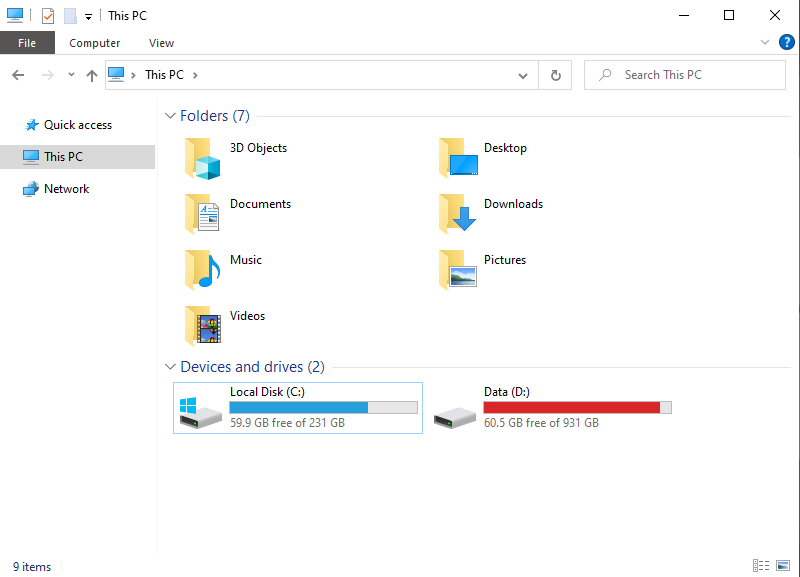 This PC
File Computer View
This PC
Search This PC
Quick access
This PC
Network
Folders (7)
3D Objects
Desktop
Documents
Downloads
Music
Pictures
Videos
Devices and drives (2)
Local Disk (C:)
59.9 GB free of 231 GB
Data (D:)
60.5 GB free of 931 GB
9 items